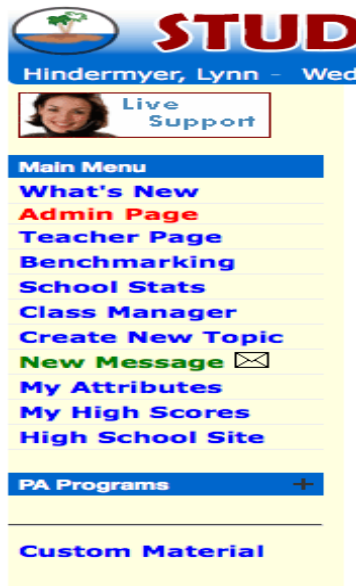 STUD
Hindermyer, Lynn - Wed
Live
Support
Main Menu
What's New
Admin Page
Teacher Page
Benchmarking
School Stats
Class Manager
Create New Topic
New Message
My Attributes
My High Scores
High School Site
PA Programs +
Custom Material